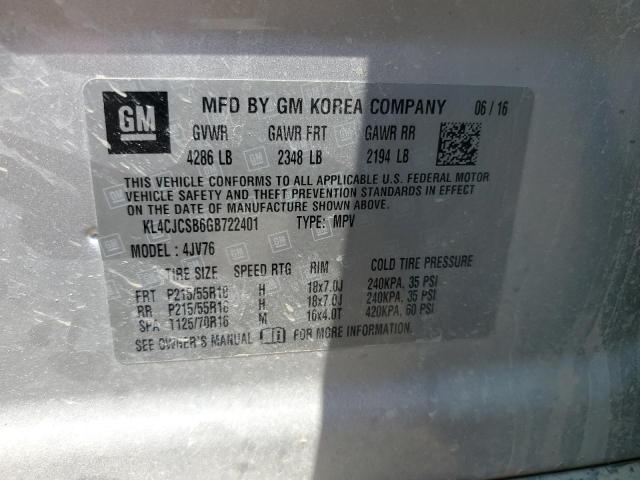 GM
MFD BY GM KOREA COMPANY 06 / 16
GVWR GAWR FRT GAWR RR
4286 LB 2348 LB 2194 LB
THIS VEHICLE CONFORMS TO ALL APPLICABLE U.S. FEDERAL MOTOR
VEHICLE SAFETY AND THEFT PREVENTION STANDARDS IN EFFECT
ON THE DATE OF MANUFACTURE SHOWN ABOVE.
KL4CJCSB6GB722401 TYPE: MPV
MODEL : 4JV76
TIRE SIZE SPEED RTG RIM COLD TIRE PRESSURE
FRT P215/55R18 H 18x7.0J 240KPA, 35 PSI
RR P215/55R18 H 18x7.0J 240KPA, 35 PSI
SPA T125/70R16 M 16x4.0T 420KPA, 60 PSI
SEE OWNER'S MANUAL FOR MORE INFORMATION.